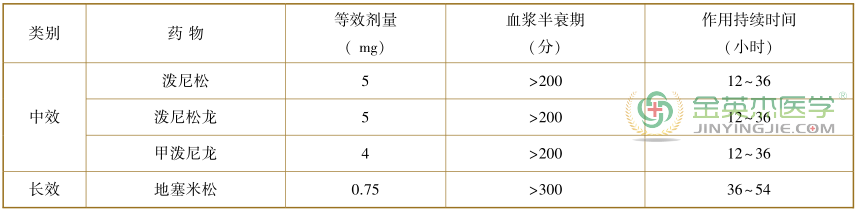 类别 药物 等效剂量 (mg) 血浆半衰期 (分) 作用持续时间 (小时)
中效 泼尼松 5 >200 12~36
泼尼松龙 5 >200 12~36
甲泼尼龙 4 >200 12~36
长效 地塞米松 0.75 >300 36~54
金英杰医学®
JINYINGJIE.COM